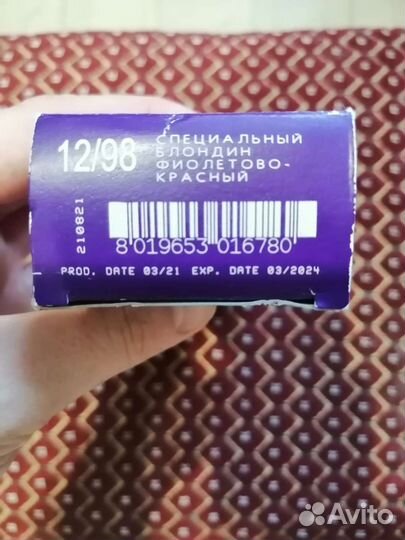 12/98
СПЕЦИАЛЬНЫЙ
БЛОНДИН
ФИОЛЕТОВО-
КРАСНЫЙ
210821
8 019653 016780
PROD. DATE 03/21 EXP. DATE 03/2024
Avito